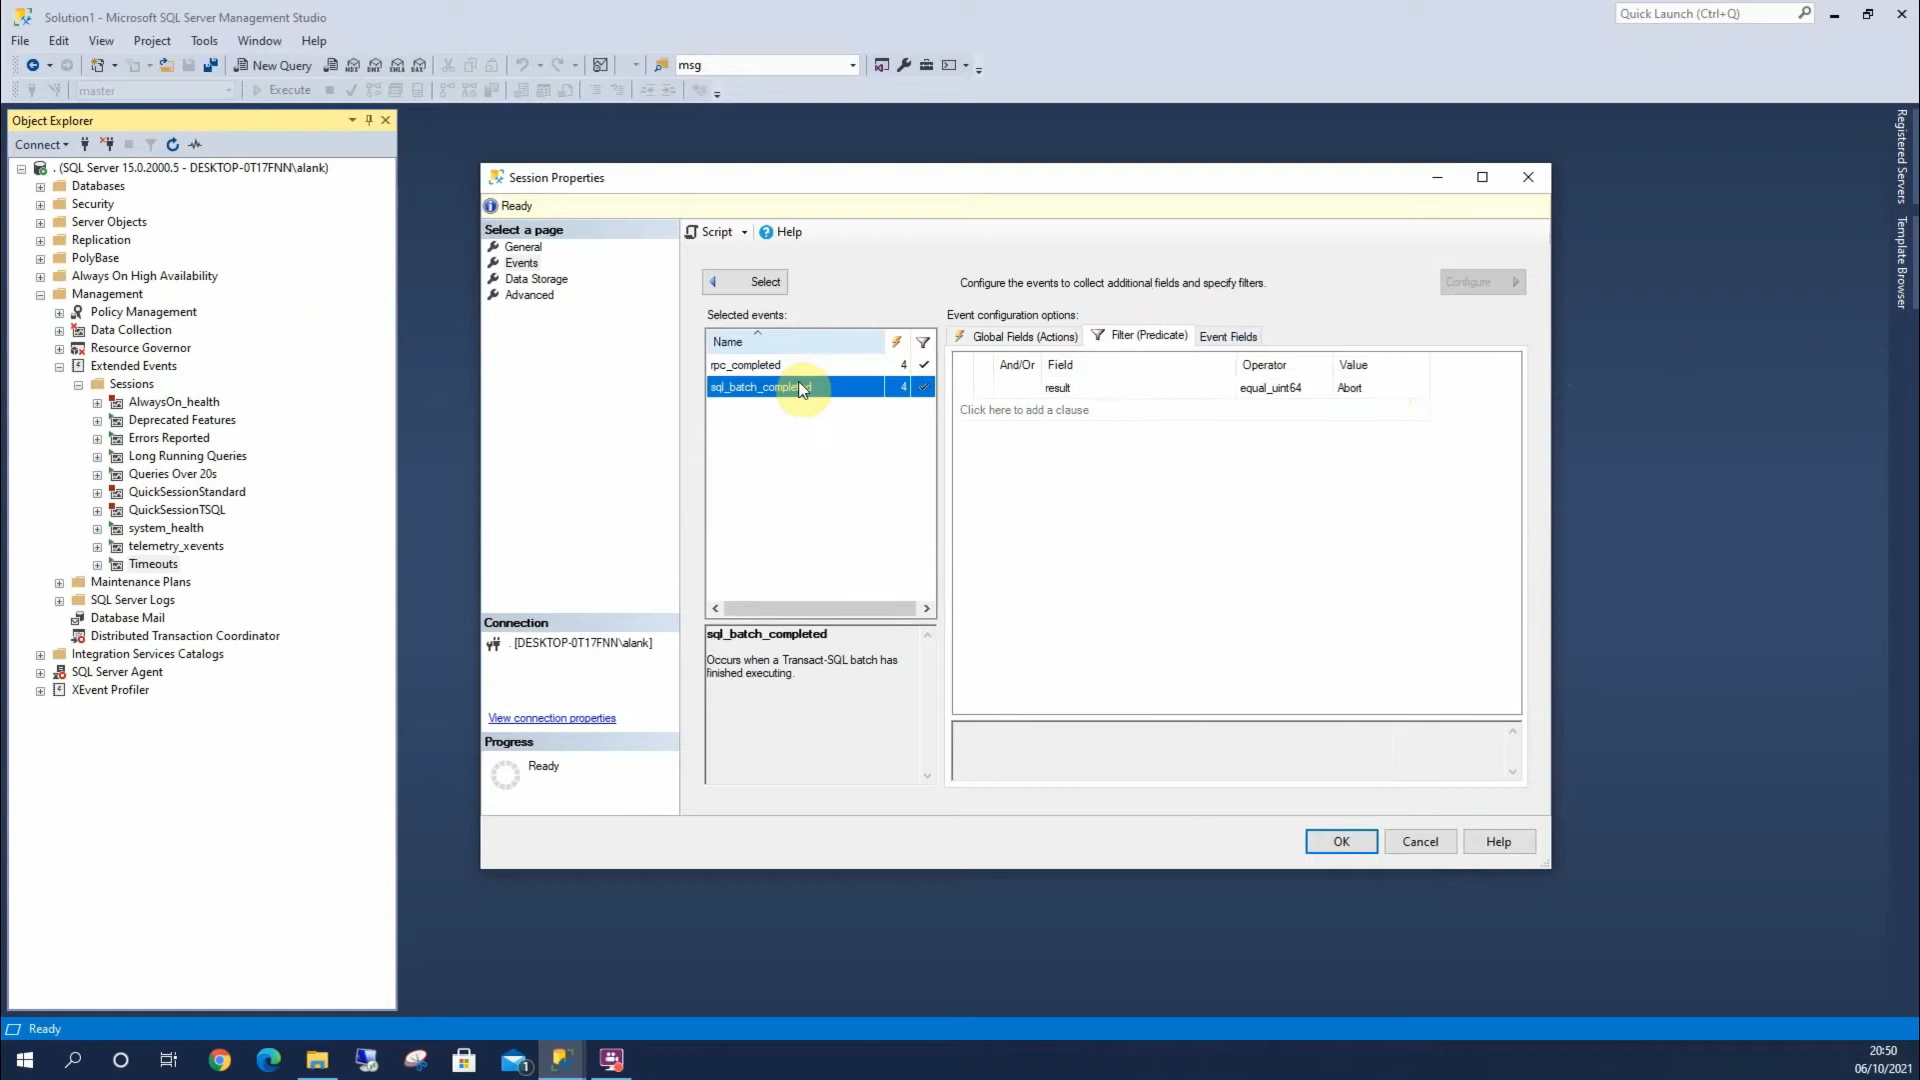 Solution1 - Microsoft SQL Server Management Studio
Quick Launch (Ctrl+Q)
File Edit View Project Tools Window Help
New Query
msg
master
Execute
Object Explorer
Connect
. (SQL Server 15.0.2000.5 - DESKTOP-0T17FNN\alank)
Databases
Security
Server Objects
Replication
PolyBase
Always On High Availability
Management
Policy Management
Data Collection
Resource Governor
Extended Events
Sessions
AlwaysOn_health
Deprecated Features
Errors Reported
Long Running Queries
Queries Over 20s
QuickSessionStandard
QuickSessionTSQL
system_health
telemetry_xevents
Timeouts
Maintenance Plans
SQL Server Logs
Database Mail
Distributed Transaction Coordinator
Integration Services Catalogs
SQL Server Agent
XEvent Profiler
Session Properties
Ready
Select a page
General
Events
Data Storage
Advanced
Connection
. [DESKTOP-0T17FNN\alank]
View connection properties
Progress
Ready
Script Help
Select
Configure the events to collect additional fields and specify filters.
Configure
Selected events:
Name
rpc_completed 4
sql_batch_completed 4
sql_batch_completed
Occurs when a Transact-SQL batch has
finished executing.
Event configuration options:
Global Fields (Actions) Filter (Predicate) Event Fields
And/Or Field Operator Value
result equal_uint64 Abort
Click here to add a clause
OK Cancel Help
Registered Servers
Template Browser
Ready
1
20:50
06/10/2021